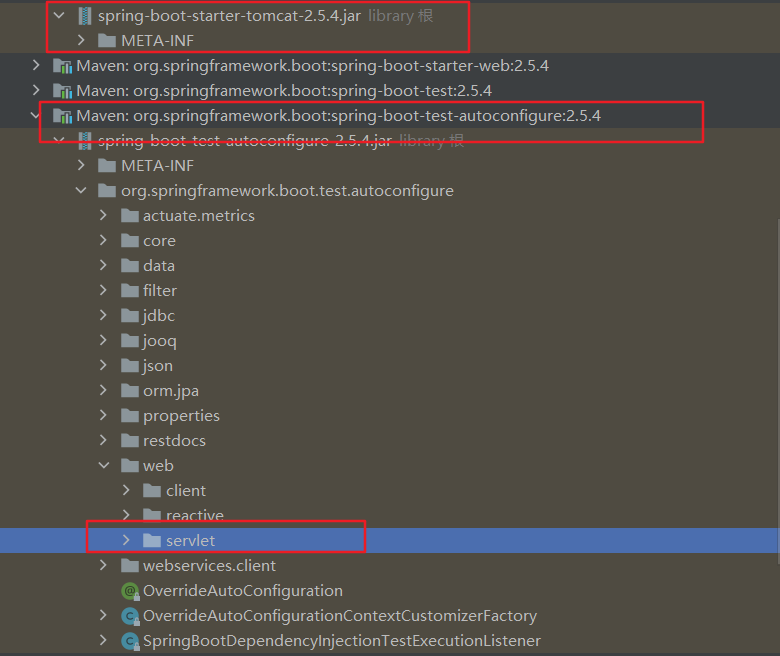 spring-boot-starter-tomcat-2.5.4.jar library 根
META-INF
Maven: org.springframework.boot:spring-boot-starter-web:2.5.4
Maven: org.springframework.boot:spring-boot-test:2.5.4
Maven: org.springframework.boot:spring-boot-test-autoconfigure:2.5.4
spring-boot-test-autoconfigure-2.5.4.jar library 根
META-INF
org.springframework.boot.test.autoconfigure
actuate.metrics
core
data
filter
jdbc
jooq
json
orm.jpa
properties
restdocs
web
client
reactive
servlet
webservices.client
OverrideAutoConfiguration
OverrideAutoConfigurationContextCustomizerFactory
SpringBootDependencyInjectionTestExecutionListener